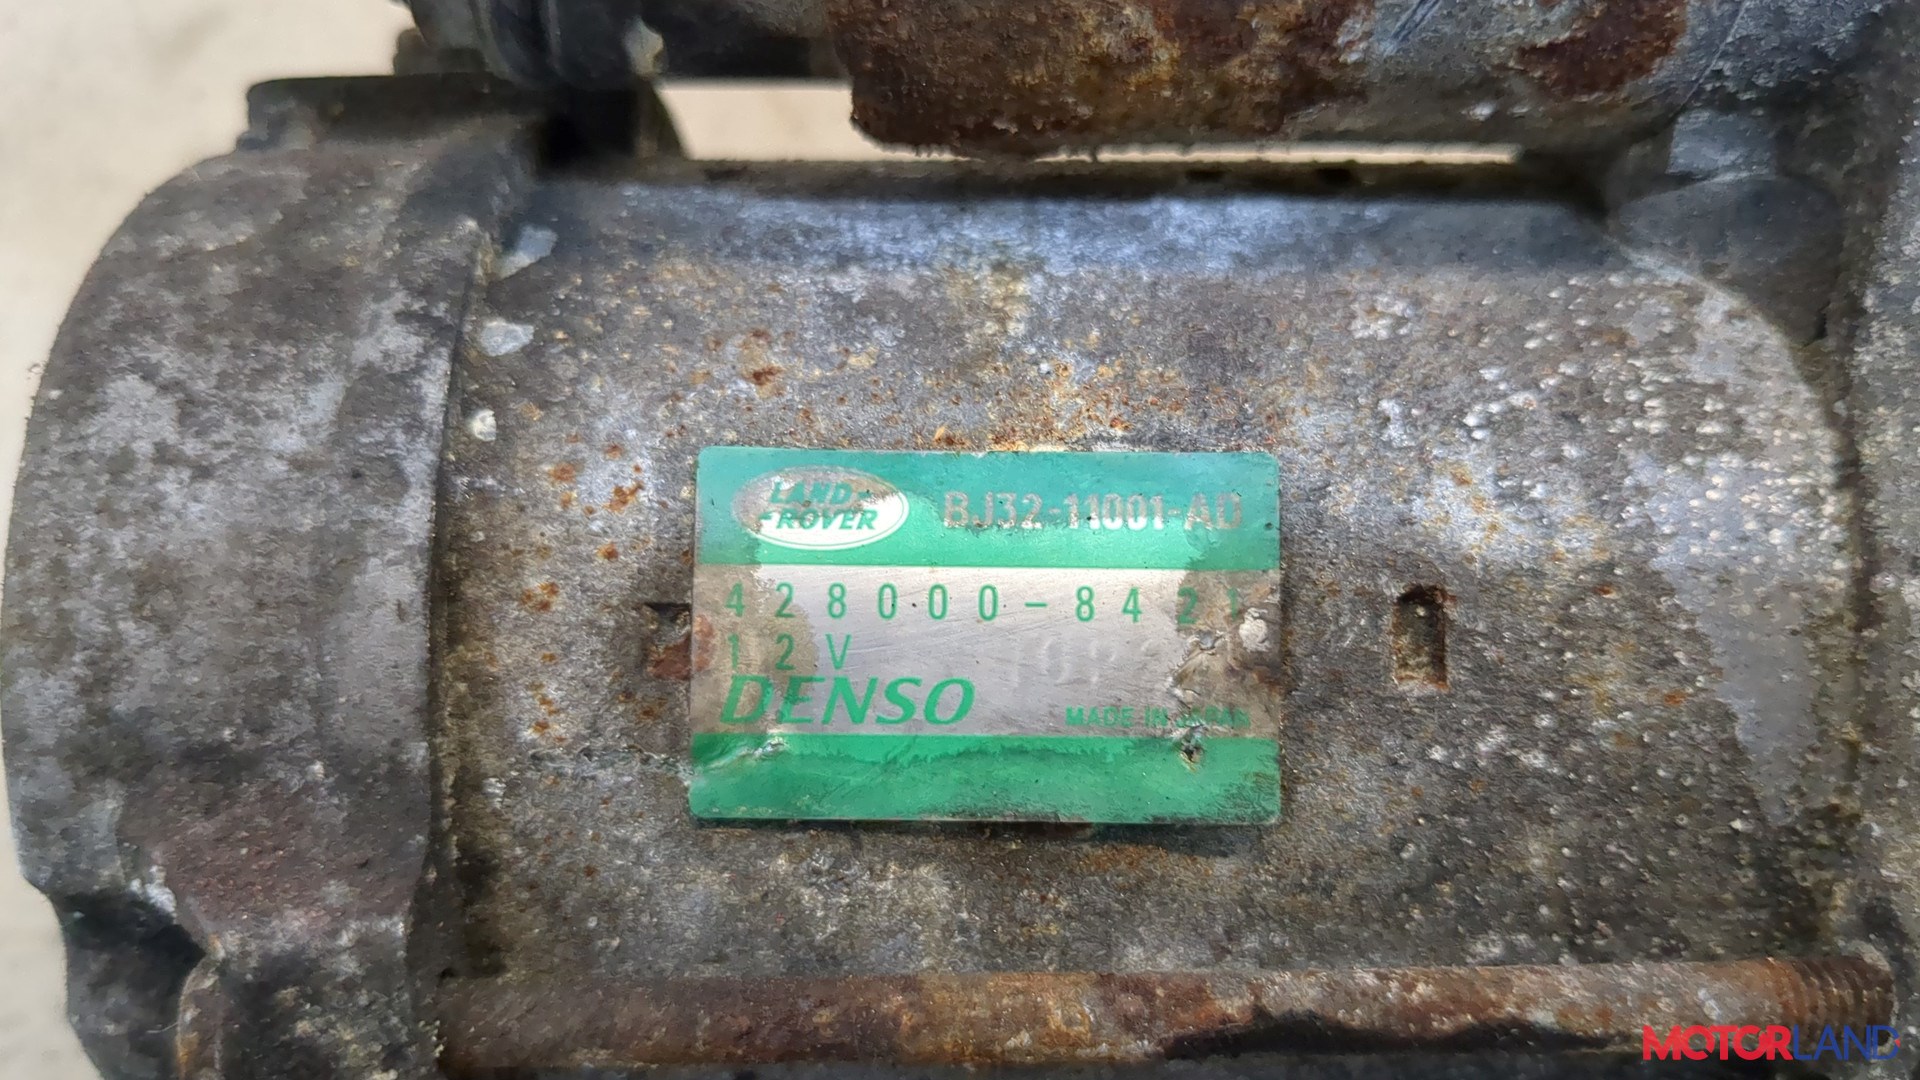 LAND-
-ROVER
BJ32-11001-AD
428000-8421
12V
DENSO
MADE IN JAPAN
MOTORLAND